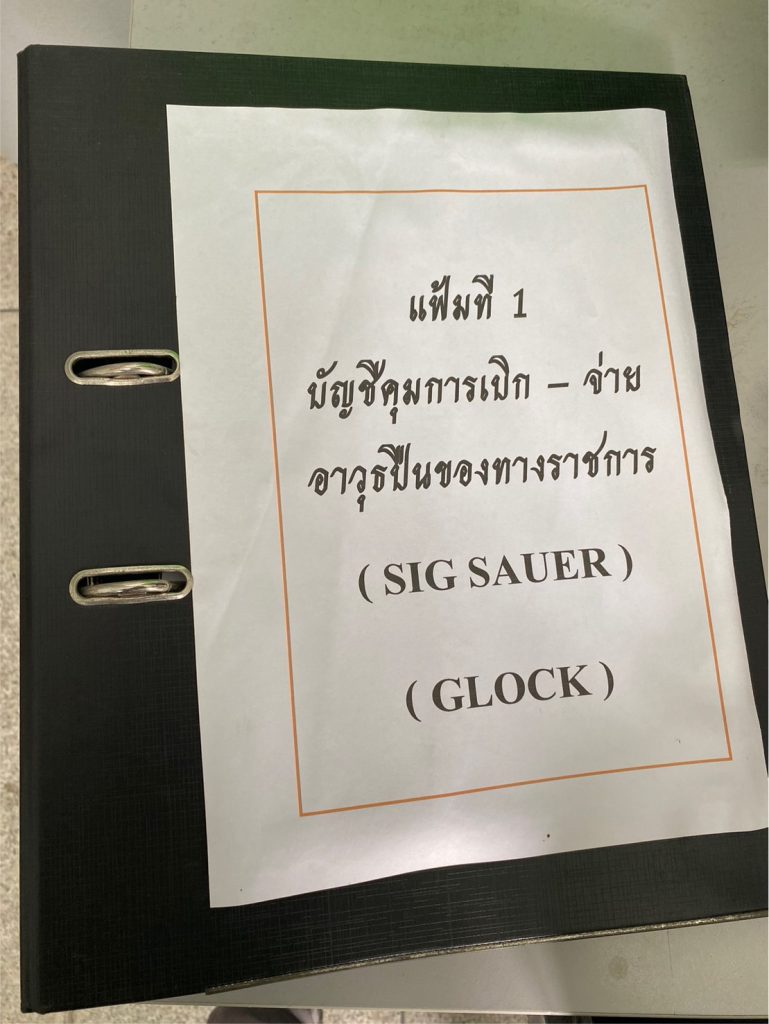 แฟ้มที่ 1
บัญชีคุมการเบิก – จ่าย
อาวุธปืนของทางราชการ
( SIG SAUER )
( GLOCK )